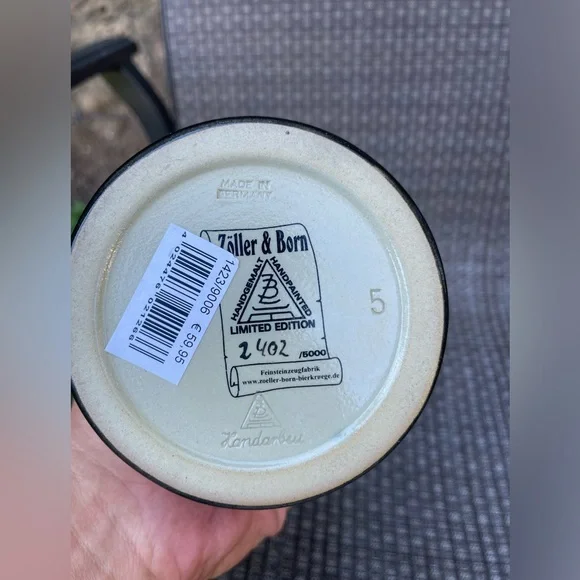 MADE IN
GERMANY
Zöller & Born
HANDGEMALT
HANDPAINTED
ZB
LIMITED EDITION
2402 /5000
Feinsteinzeugfabrik
www.zoeller-born-bierkruege.de
1423/9006 € 59,95
5